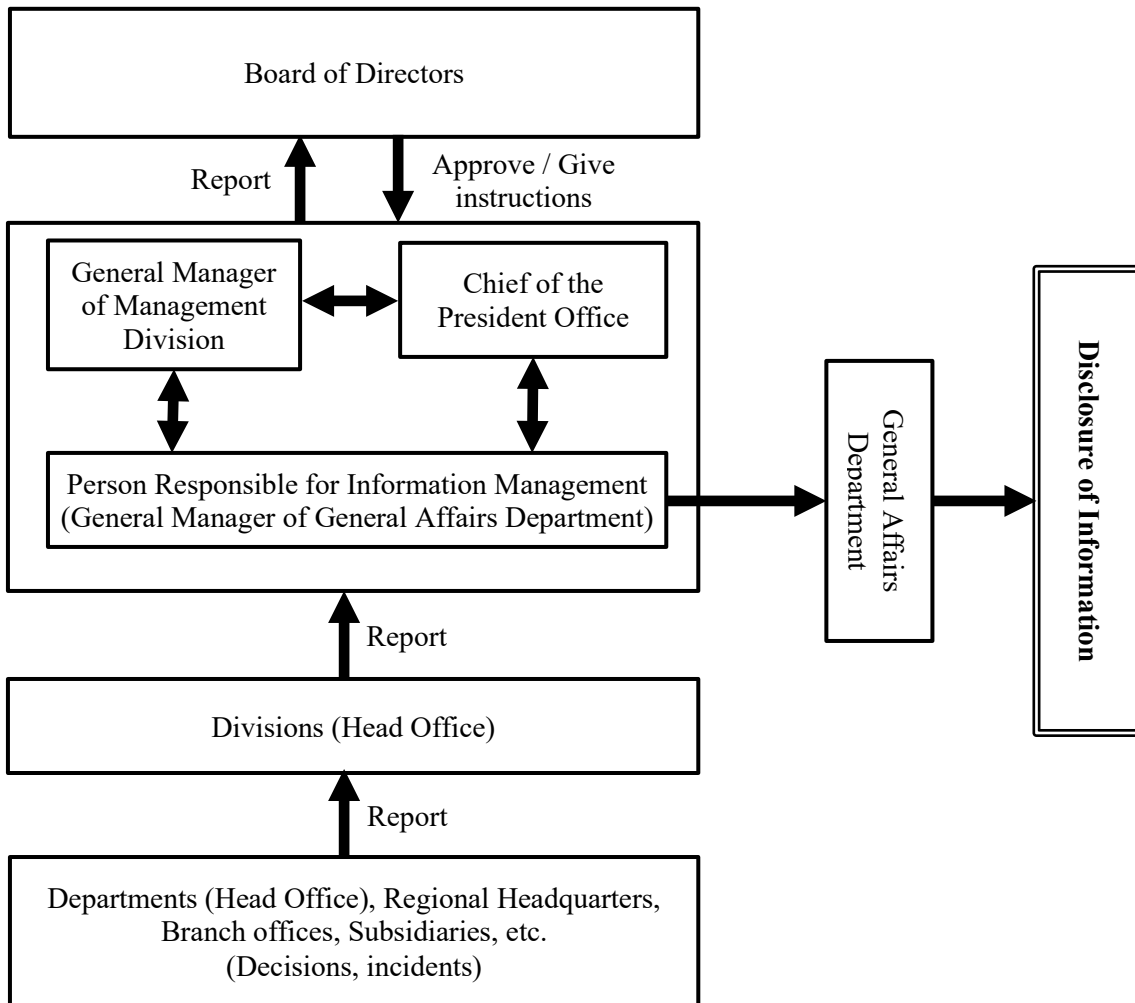 Board of Directors
Report
Approve / Give
instructions
General Manager
of Management
Division
Chief of the
President Office
Person Responsible for Information Management
(General Manager of General Affairs Department)
General Affairs
Department
Disclosure of Information
Report
Divisions (Head Office)
Report
Departments (Head Office), Regional Headquarters,
Branch offices, Subsidiaries, etc.
(Decisions, incidents)